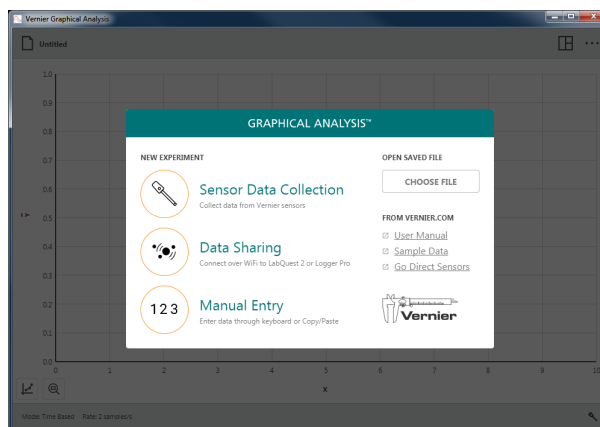 Vernier Graphical Analysis
Untitled
GRAPHICAL ANALYSIS™
NEW EXPERIMENT
Sensor Data Collection
Collect data from Vernier sensors
Data Sharing
Connect over WiFi to LabQuest 2 or Logger Pro
123
Manual Entry
Enter data through keyboard or Copy/Paste
OPEN SAVED FILE
CHOOSE FILE
FROM VERNIER.COM
User Manual
Sample Data
Go Direct Sensors
Vernier
1.0
0.9
0.8
0.7
0.6
0.5
0.4
0.3
0.2
0.1
0.0
0 1 2 3 4 5 6 7 8 9 10
X
Mode: Time Based Rate: 2 samples/s